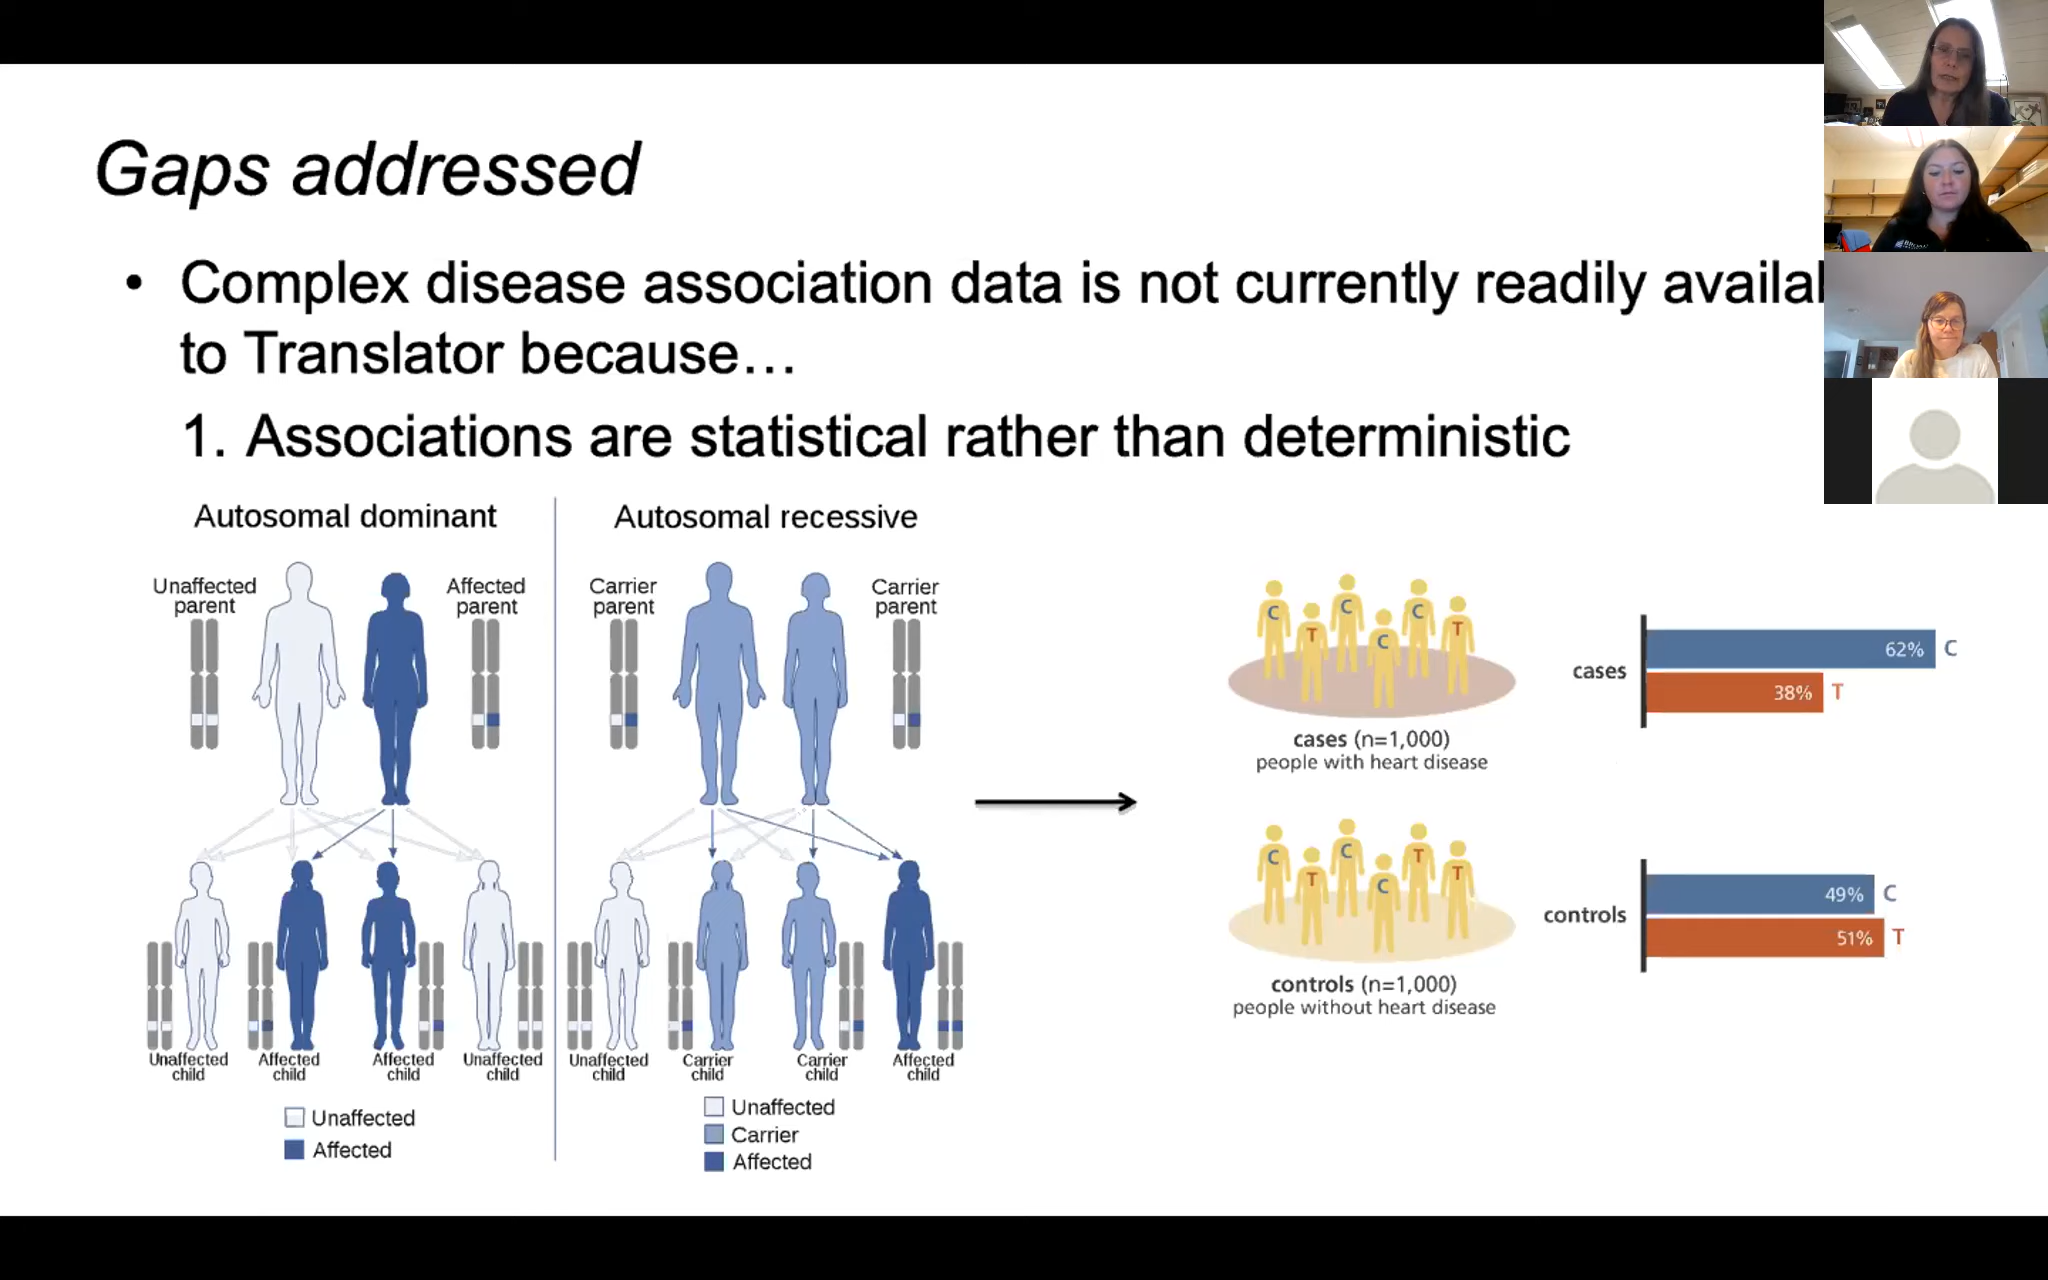 Gaps addressed
• Complex disease association data is not currently readily
to Translator because…
1. Associations are statistical rather than deterministic
Autosomal dominant
Autosomal recessive
Unaffected
parent
Affected
parent
Carrier
parent
Carrier
parent
Unaffected
child
Affected
child
Affected
child
Unaffected
child
Unaffected
child
Carrier
child
Carrier
child
Affected
child
Unaffected
Affected
Unaffected
Carrier
Affected
C
T
C
C
C
T
cases (n=1,000)
people with heart disease
C
T
C
C
T
T
controls (n=1,000)
people without heart disease
cases
62% C
38% T
controls
49% C
51% T